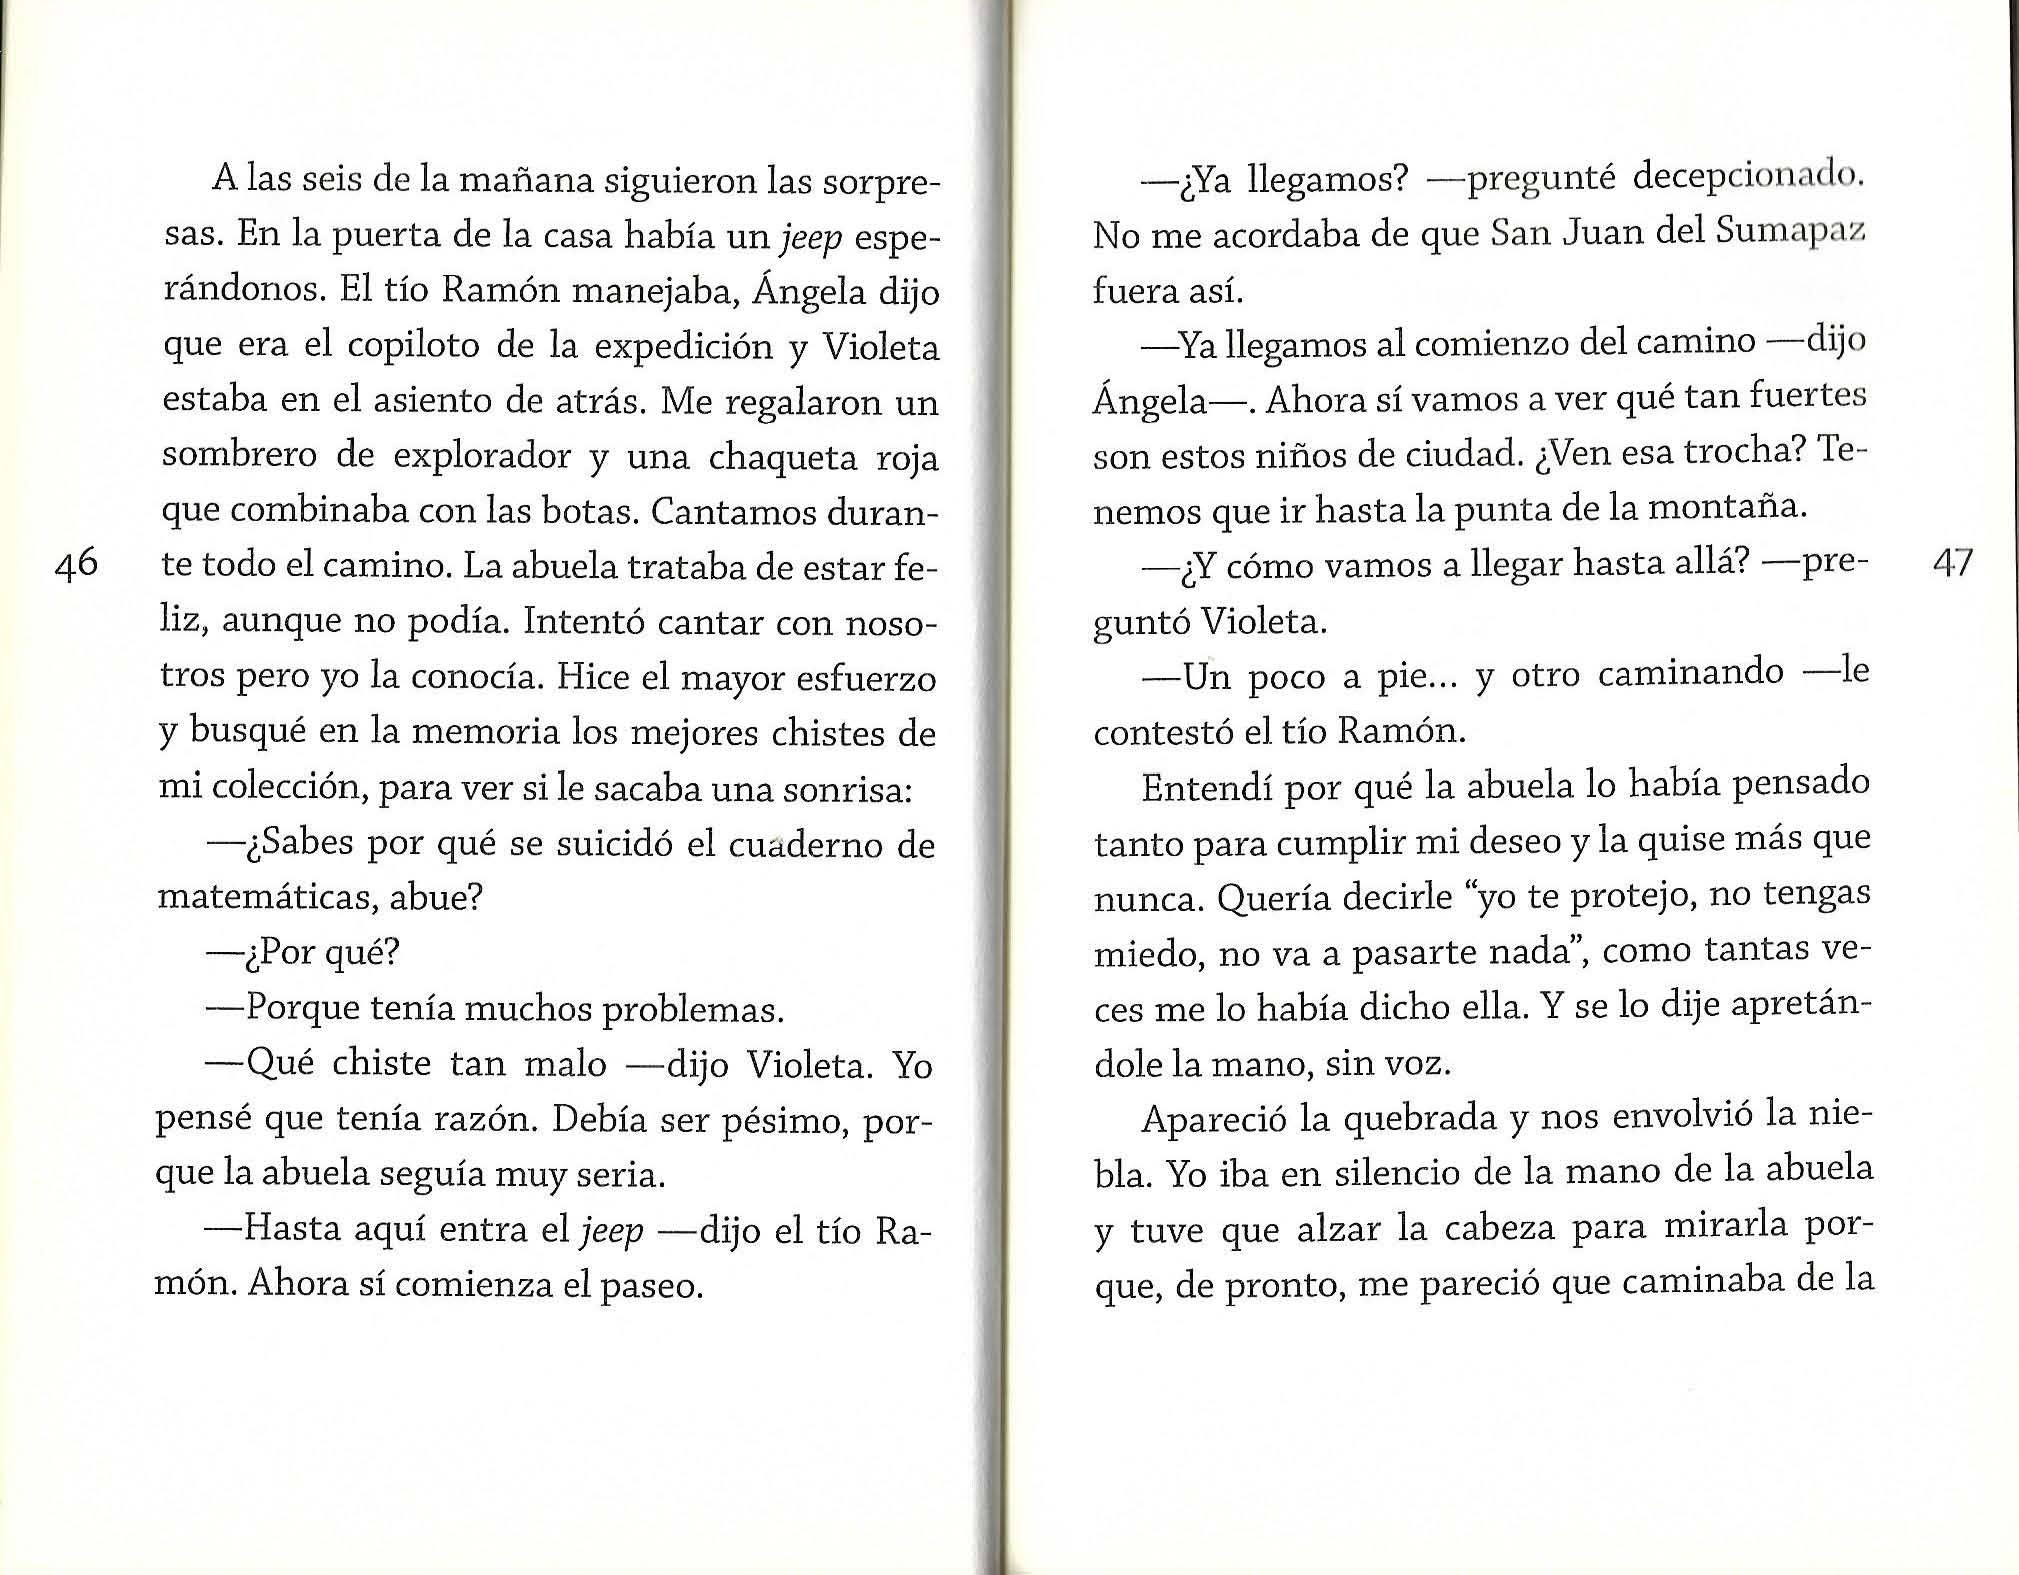 A las seis de la mañana siguieron las sorpre-
sas. En la puerta de la casa había un jeep espe-
rándonos. El tío Ramón manejaba, Ángela dijo
que era el copiloto de la expedición y Violeta
estaba en el asiento de atrás. Me regalaron un
sombrero de explorador y una chaqueta roja
que combinaba con las botas. Cantamos duran-
46 te todo el camino. La abuela trataba de estar fe-
liz, aunque no podía. Intentó cantar con noso-
tros pero yo la conocía. Hice el mayor esfuerzo
y busqué en la memoria los mejores chistes de
mi colección, para ver si le sacaba una sonrisa:
—¿Sabes por qué se suicidó el cuaderno de
matemáticas, abue?
—¿Por qué?
—Porque tenía muchos problemas.
—Qué chiste tan malo —dijo Violeta. Yo
pensé que tenía razón. Debía ser pésimo, por-
que la abuela seguía muy seria.
—Hasta aquí entra el jeep —dijo el tío Ra-
món. Ahora sí comienza el paseo.
—¿Ya llegamos? —pregunté decepcionado.
No me acordaba de que San Juan del Sumapaz
fuera así.
—Ya llegamos al comienzo del camino —dijo
Ángela—. Ahora sí vamos a ver qué tan fuertes
son estos niños de ciudad. ¿Ven esa trocha? Te-
nemos que ir hasta la punta de la montaña.
—¿Y cómo vamos a llegar hasta allá? —pre- 47
guntó Violeta.
—Un poco a pie... y otro caminando —le
contestó el tío Ramón.
Entendí por qué la abuela lo había pensado
tanto para cumplir mi deseo y la quise más que
nunca. Quería decirle “yo te protejo, no tengas
miedo, no va a pasarte nada”, como tantas ve-
ces me lo había dicho ella. Y se lo dije apretán-
dole la mano, sin voz.
Apareció la quebrada y nos envolvió la nie-
bla. Yo iba en silencio de la mano de la abuela
y tuve que alzar la cabeza para mirarla por-
que, de pronto, me pareció que caminaba de la